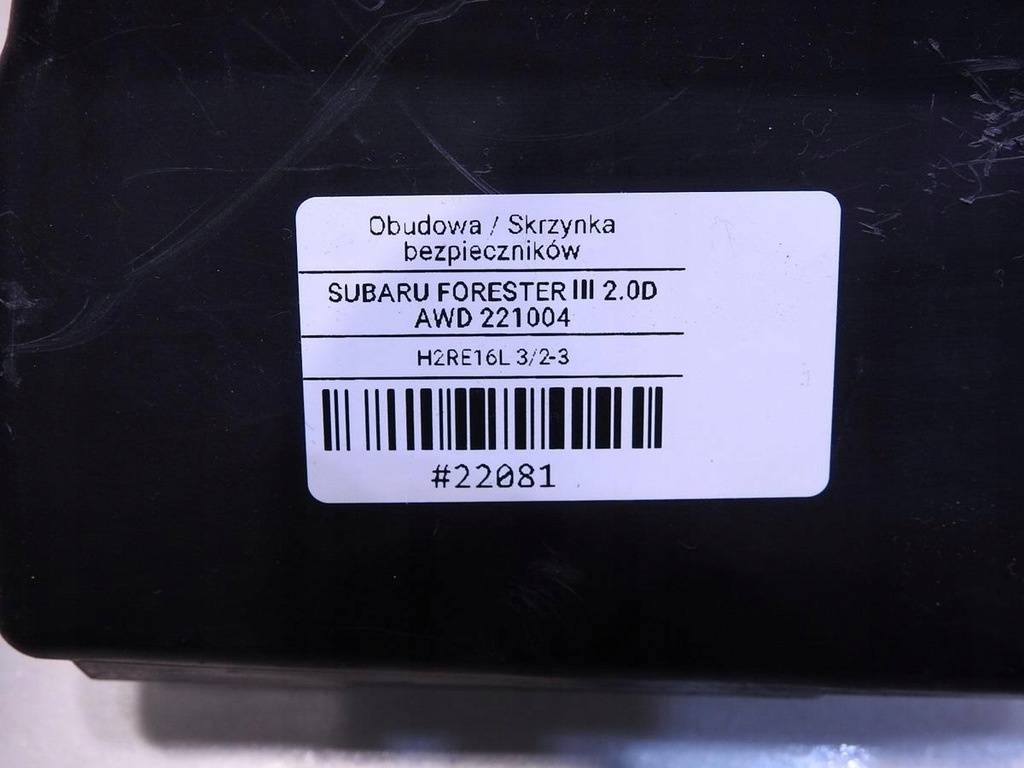 Obudowa / Skrzynka
bezpieczników
SUBARU FORESTER III 2.0D
AWD 221004
H2RE16L 3/2-3
#22081